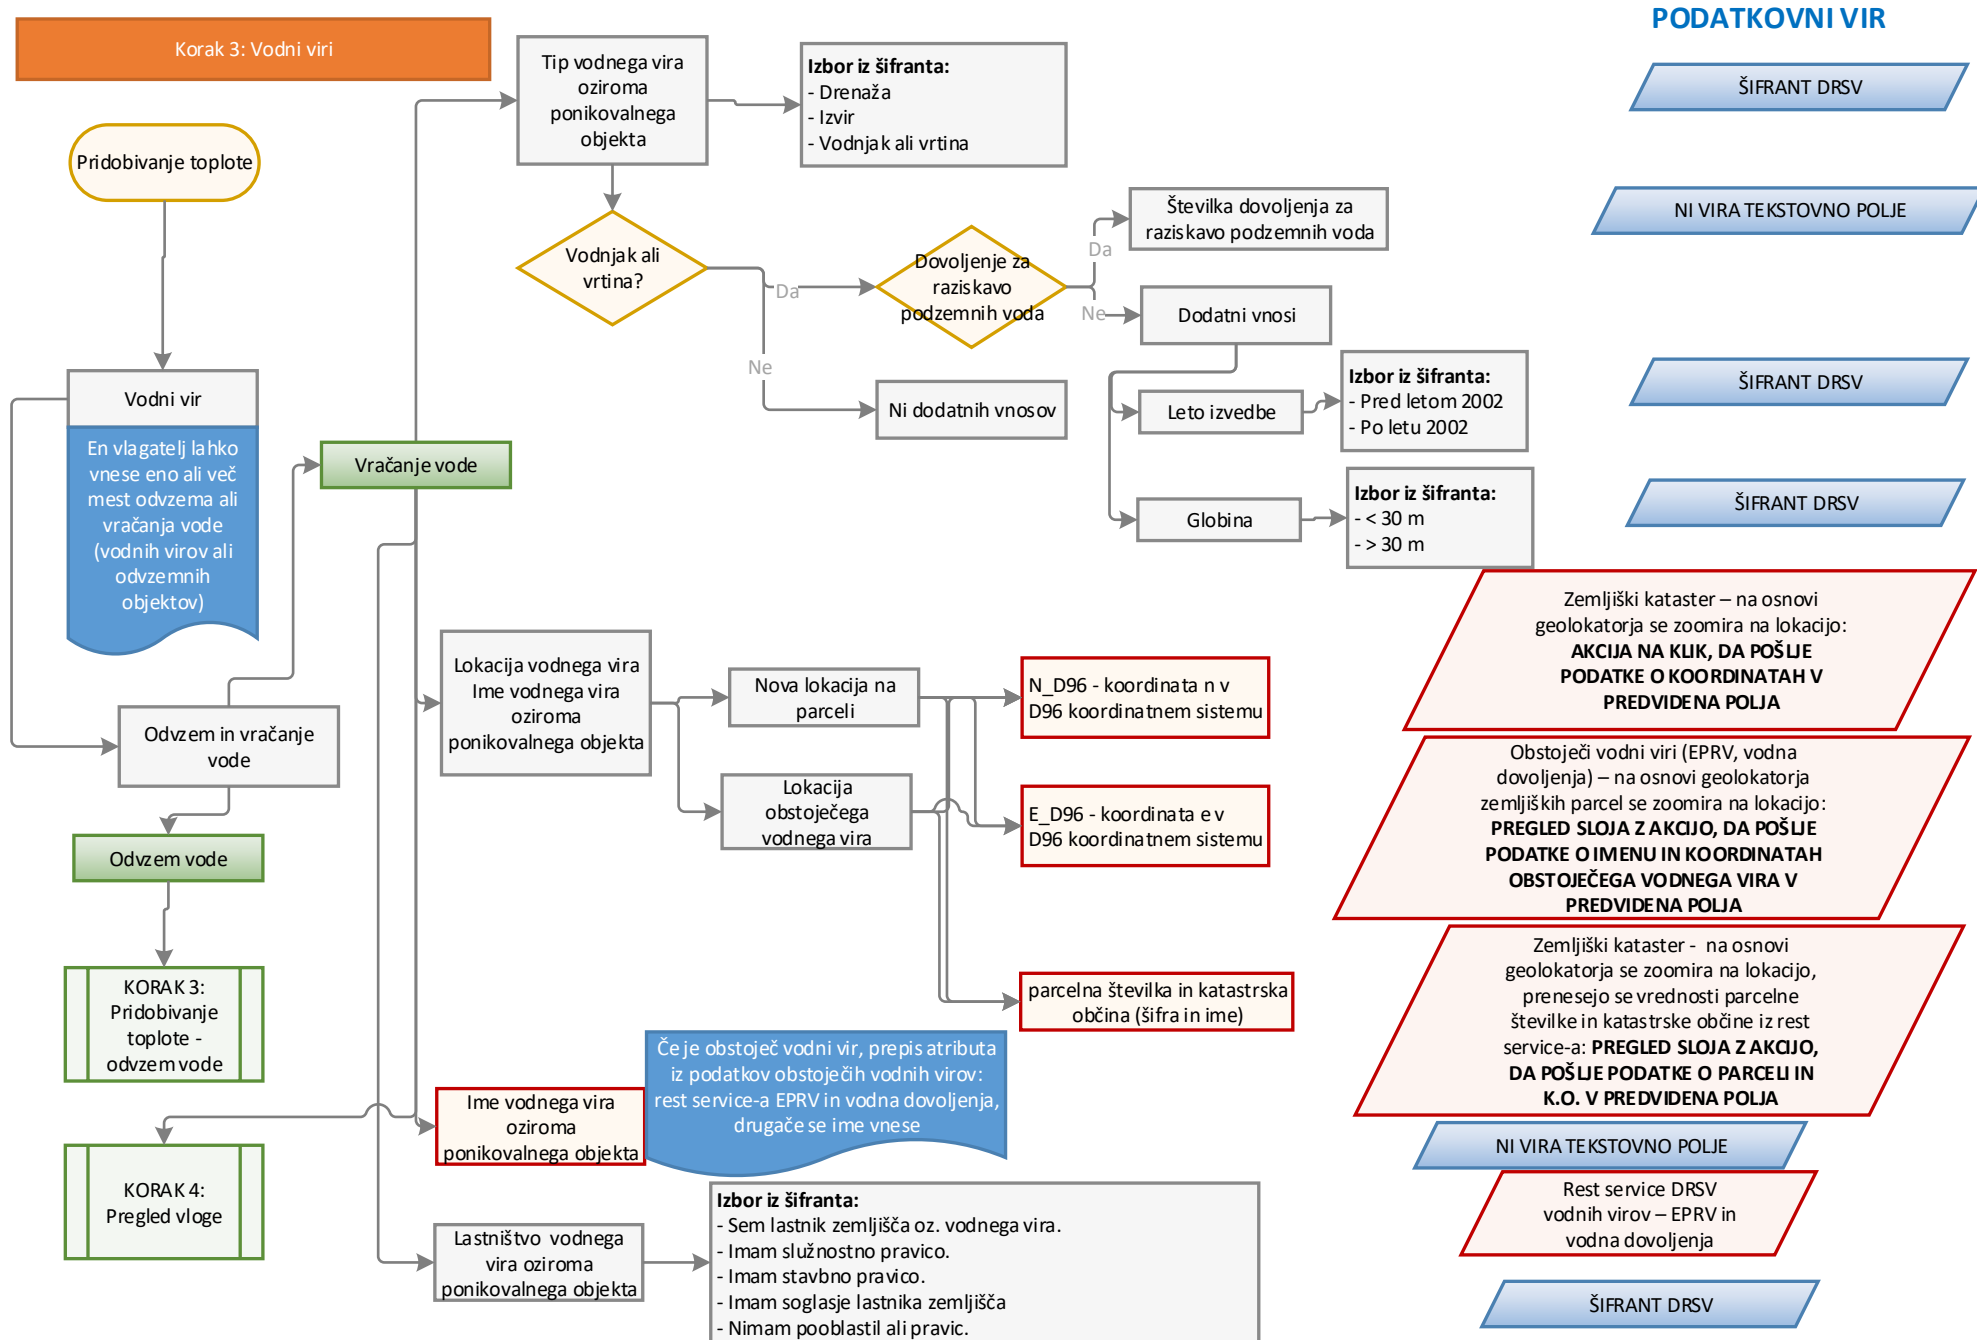 PODATKOVNI VIR
Korak 3: Vodni viri
Tip vodnega vira
oziroma
ponikovalnega
objekta
Izbor iz šifranta:
- Drenaža
- Izvir
- Vodnjak ali vrtina
ŠIFRANT DRSV
Pridobivanje toplote
Vodnjak ali
vrtina?
Da
Ne
Dovoljenje za
raziskavo
podzemnih voda
Da
Ne
Številka dovoljenja za
raziskavo podzemnih voda
NI VIRA TEKSTOVNO POLJE
Dodatni vnosi
Ni dodatnih vnosov
Leto izvedbe
Izbor iz šifranta:
- Pred letom 2002
- Po letu 2002
ŠIFRANT DRSV
Globina
Izbor iz šifranta:
- < 30 m
- > 30 m
ŠIFRANT DRSV
Vodni vir
En vlagatelj lahko
vnese eno ali več
mest odvzema ali
vračanja vode
(vodnih virov ali
odvzemnih
objektov)
Vračanje vode
Odvzem in vračanje
vode
Odvzem vode
KORAK 3:
Pridobivanje
toplote -
odvzem vode
KORAK 4:
Pregled vloge
Lokacija vodnega vira
Ime vodnega vira
oziroma
ponikovalnega objekta
Nova lokacija na
parceli
Lokacija
obstoječega
vodnega vira
N_D96 - koordinata n v
D96 koordinatnem sistemu
E_D96 - koordinata e v
D96 koordinatnem sistemu
parcelna številka in katastrska
občina (šifra in ime)
Zemljiški kataster – na osnovi
geolokatorja se zoomira na lokacijo:
AKCIJA NA KLIK, DA POŠLJE
PODATKE O KOORDINATAH V
PREDVIDENA POLJA
Obstoječi vodni viri (EPRV, vodna
dovoljenja) – na osnovi geolokatorja
zemljiških parcel se zoomira na lokacijo:
PREGLED SLOJA Z AKCIJO, DA POŠLJE
PODATKE O IMENU IN KOORDINATAH
OBSTOJEČEGA VODNEGA VIRA V
PREDVIDENA POLJA
Zemljiški kataster - na osnovi
geolokatorja se zoomira na lokacijo,
prenesejo se vrednosti parcelne
številke in katastrske občine iz rest
service-a: PREGLED SLOJA Z AKCIJO,
DA POŠLJE PODATKE O PARCELI IN
K.O. V PREDVIDENA POLJA
Ime vodnega vira
oziroma
ponikovalnega objekta
Če je obstoječ vodni vir, prepis atributa
iz podatkov obstoječih vodnih virov:
rest service-a EPRV in vodna dovoljenja,
drugače se ime vnese
NI VIRA TEKSTOVNO POLJE
Rest service DRSV
vodnih virov – EPRV in
vodna dovoljenja
Lastništvo vodnega
vira oziroma
ponikovalnega objekta
Izbor iz šifranta:
- Sem lastnik zemljišča oz. vodnega vira.
- Imam služnostno pravico.
- Imam stavbno pravico.
- Imam soglasje lastnika zemljišča
- Nimam pooblastil ali pravic.
ŠIFRANT DRSV